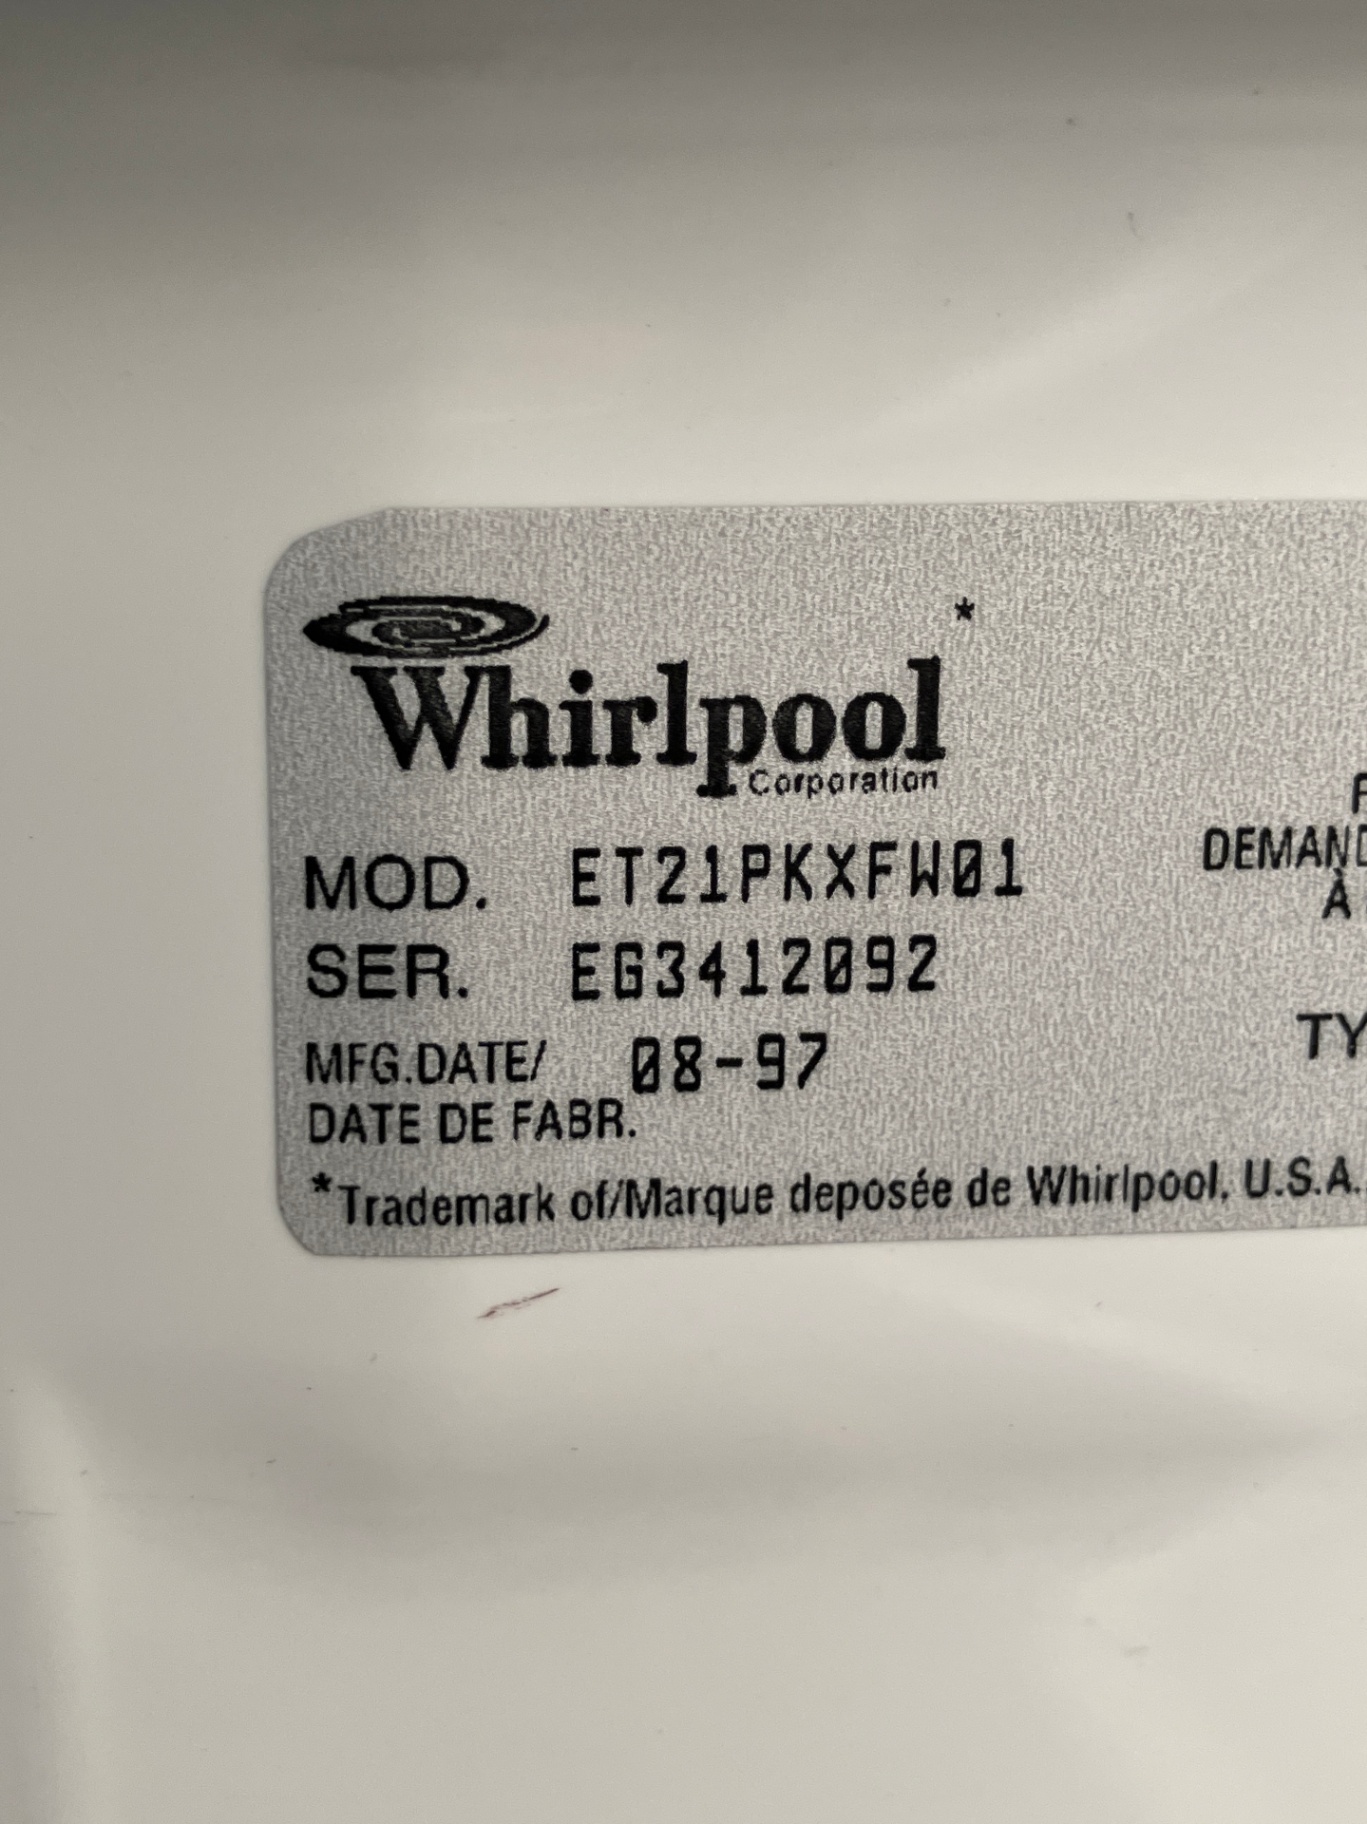 Whirlpool*
Corporation
MOD. ET21PKXFW01
DEMAND
À
SER. EG3412092
TY
MFG.DATE/ 08-97
DATE DE FABR.
*Trademark of/Marque deposée de Whirlpool, U.S.A.